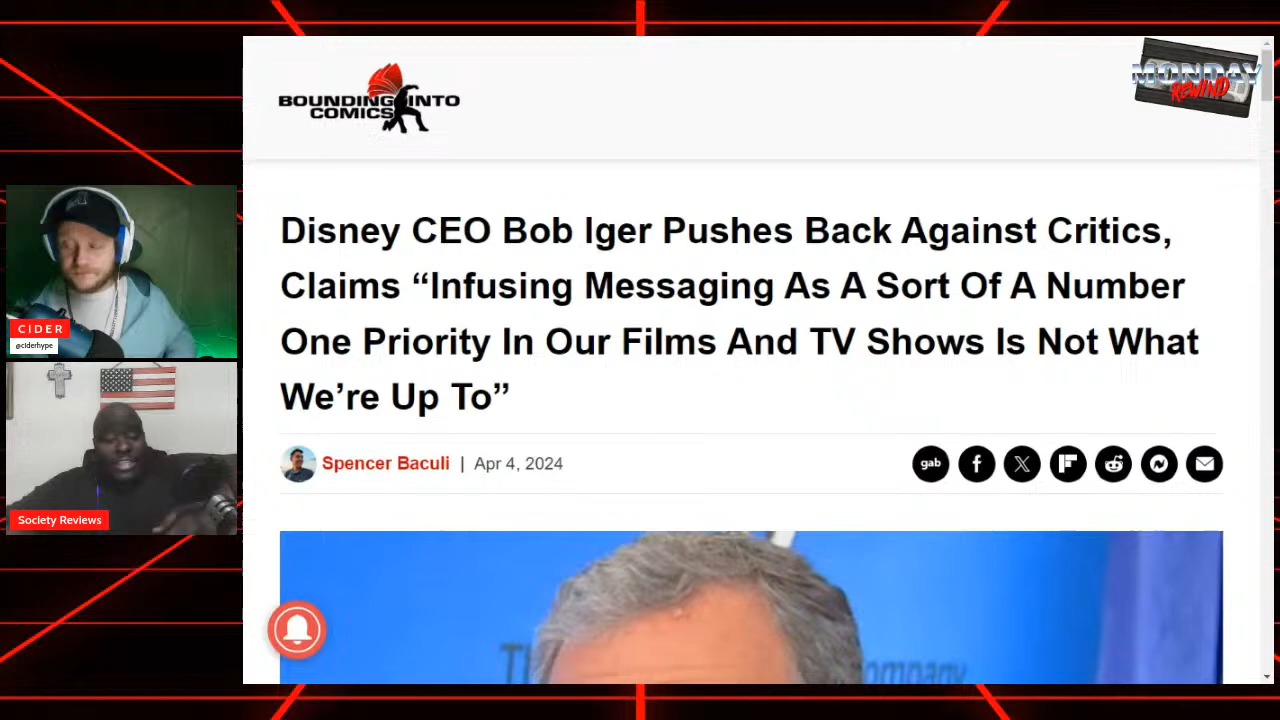 BOUNDING INTO
COMICS
MONDAY
REWIND
Disney CEO Bob Iger Pushes Back Against Critics,
Claims “Infusing Messaging As A Sort Of A Number
One Priority In Our Films And TV Shows Is Not What
We’re Up To”
Spencer Baculi | Apr 4, 2024
gab
CIDER
@ciderhype
Society Reviews